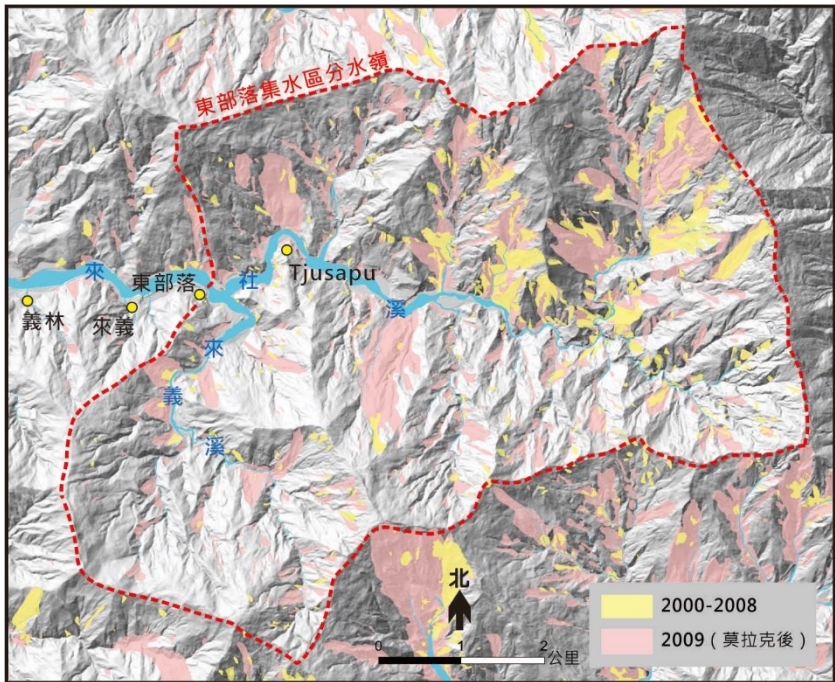 東部落集水區分水嶺
Tjusapu
社
溪
來
東部落
義林
來義
來
義
溪
北
0 1 2
公里
2000-2008
2009(莫拉克後)